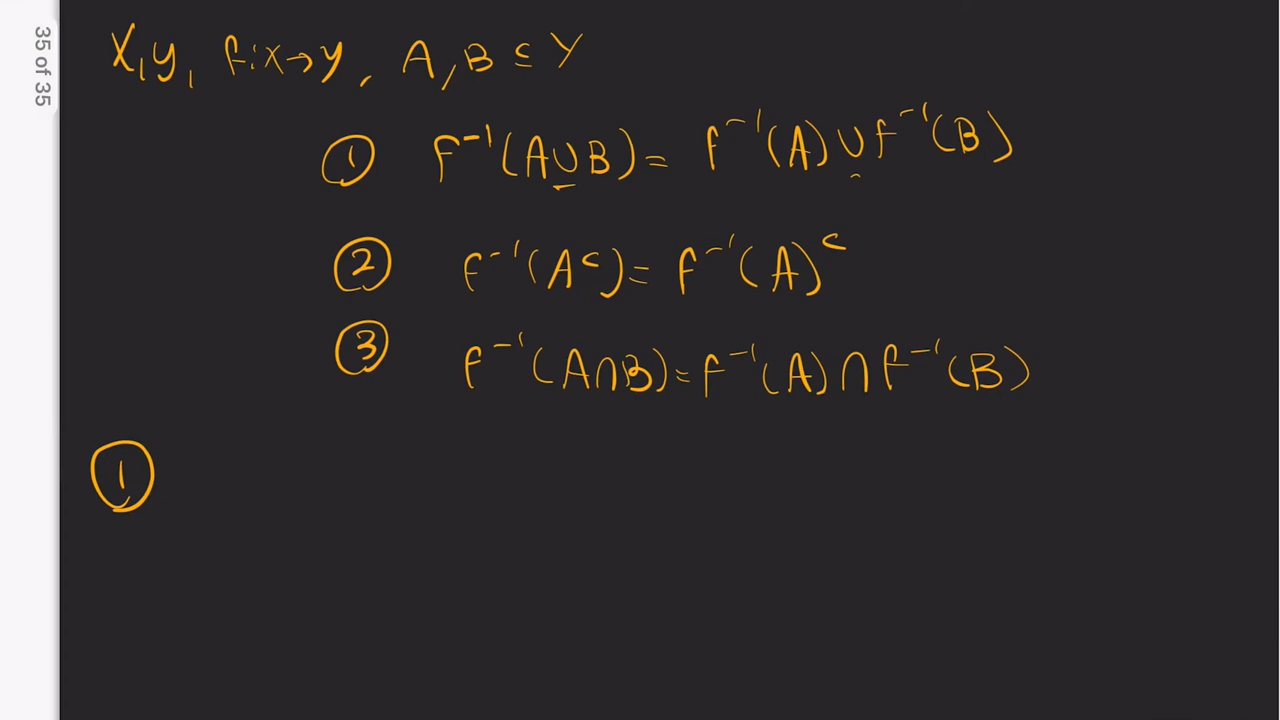 35 of 35
X, y, f: X → y, A, B ⊆ Y
① f⁻¹(A∪B) = f⁻¹(A) ∪ f⁻¹(B)
② f⁻¹(Aᶜ) = f⁻¹(A)ᶜ
③ f⁻¹(A∩B) = f⁻¹(A) ∩ f⁻¹(B)
①